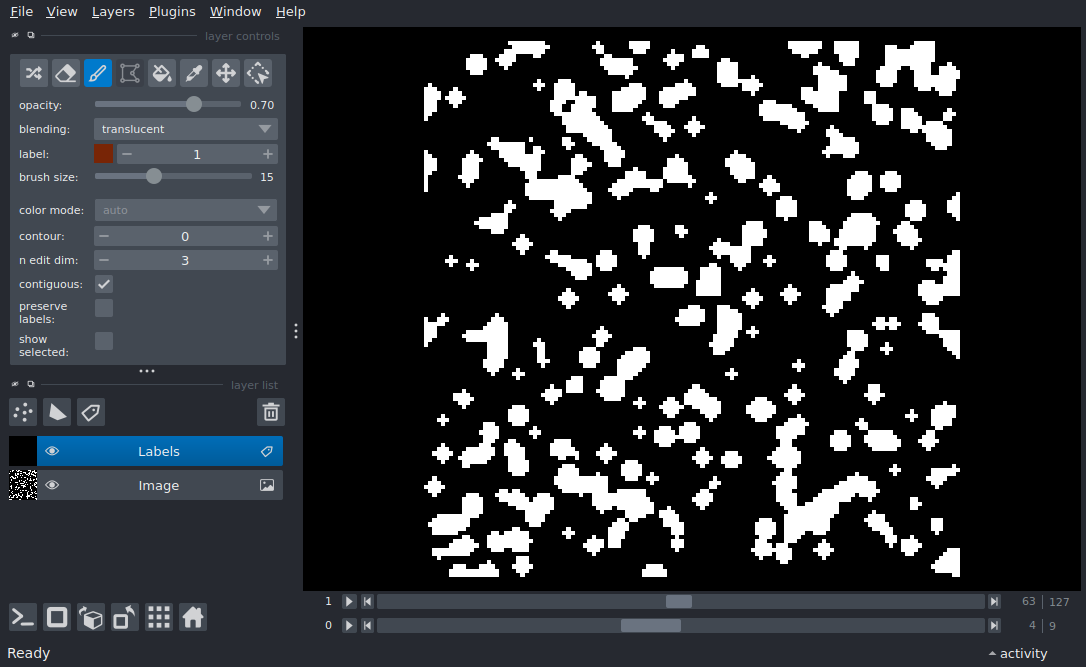 File View Layers Plugins Window Help
layer controls
opacity: 0.70
blending: translucent
label: 1
brush size: 15
color mode: auto
contour: 0
n edit dim: 3
contiguous:
preserve
labels:
show
selected:
layer list
Labels
Image
1 63 127
0 4 9
Ready activity